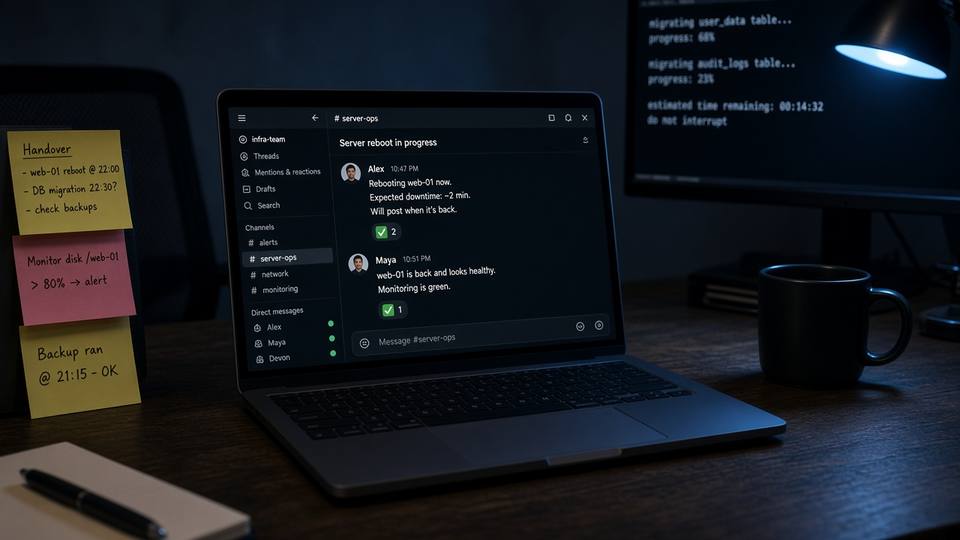 Handover
- web-01 reboot @ 22:00
- DB migration 22:30?
- check backups
Monitor disk /web-01
> 80% → alert
Backup ran
@ 21:15 - OK
infra-team
Threads
Mentions & reactions
Drafts
Search
Channels
# alerts
# server-ops
# network
# monitoring
Direct messages
Alex
Maya
Devon
# server-ops
Server reboot in progress
Alex 10:47 PM
Rebooting web-01 now.
Expected downtime: ~2 min.
Will post when it's back.
✅ 2
Maya 10:51 PM
web-01 is back and looks healthy.
Monitoring is green.
✅ 1
Message #server-ops
migrating user_data table...
progress: 68%
migrating audit_logs table...
progress: 23%
estimated time remaining: 00:14:32
do not interrupt